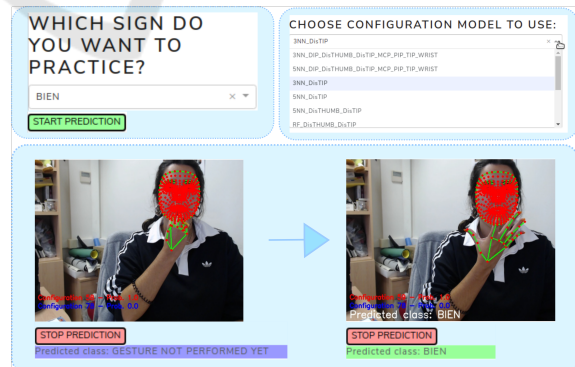 WHICH SIGN DO
YOU WANT TO
PRACTICE?
BIEN
START PREDICTION
CHOOSE CONFIGURATION MODEL TO USE:
3NN_DisTIP
3NN_DIP_DisTHUMB_DisTIP_MCP_PIP_TIP_WRIST
5NN_DIP_DisTHUMB_DisTIP_MCP_PIP_TIP_WRIST
3NN_DisTIP
5NN_DisTIP
5NN_DisTHUMB_DisTIP
RF_DisTHUMB_DisTIP
STOP PREDICTION
Predicted class: GESTURE NOT PERFORMED YET
Predicted class: BIEN
STOP PREDICTION
Predicted class: BIEN